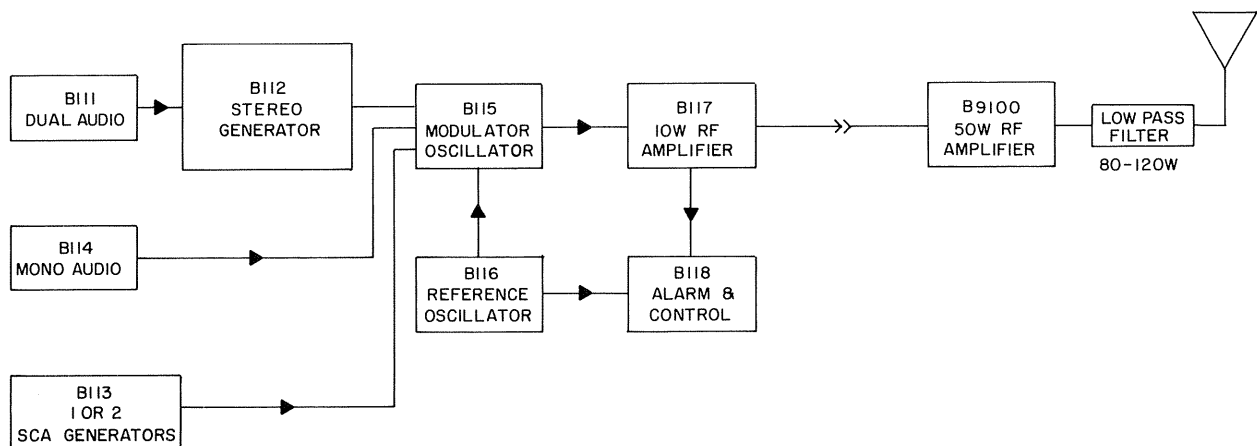 B111
DUAL AUDIO
B112
STEREO
GENERATOR
B115
MODULATOR
OSCILLATOR
B117
10W RF
AMPLIFIER
B9100
50W RF
AMPLIFIER
LOW PASS
FILTER
80-120W
B114
MONO AUDIO
B116
REFERENCE
OSCILLATOR
B118
ALARM &
CONTROL
B113
1 OR 2
SCA GENERATORS